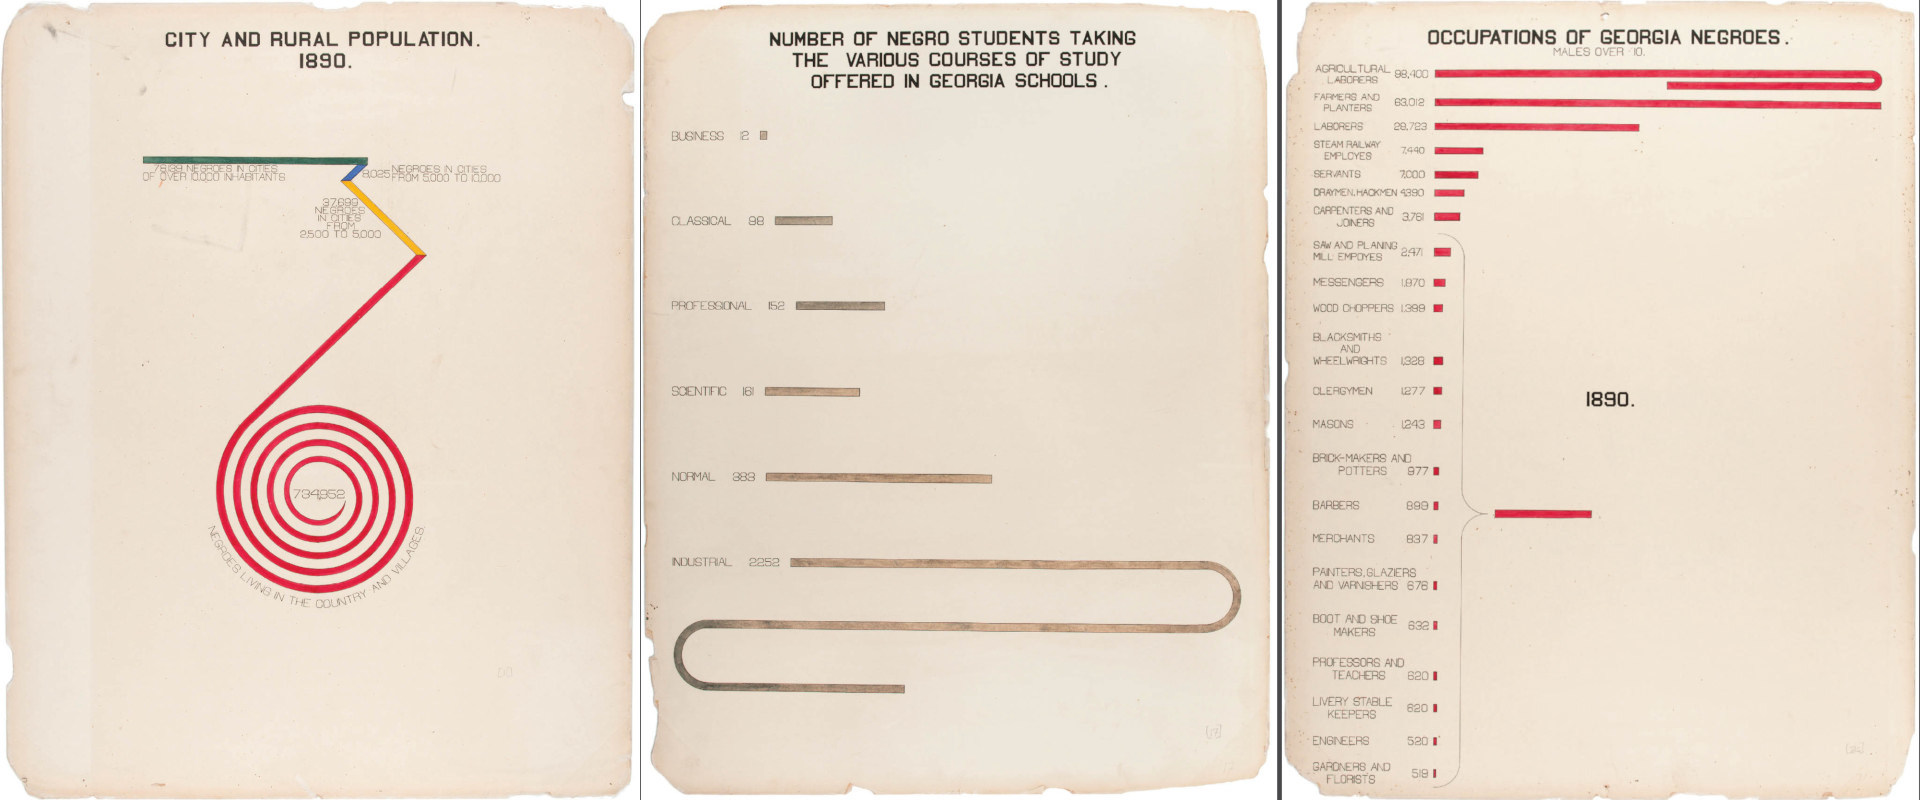 CITY AND RURAL POPULATION.
1890.
78,139 NEGROES IN CITIES
OF OVER 10,000 INHABITANTS
8,025 NEGROES IN CITIES
FROM 5,000 TO 10,000
37,699
NEGROES
IN CITIES
FROM
2,500 TO 5,000
734,952
NEGROES LIVING IN THE COUNTRY AND VILLAGES.
NUMBER OF NEGRO STUDENTS TAKING
THE VARIOUS COURSES OF STUDY
OFFERED IN GEORGIA SCHOOLS.
BUSINESS 12
CLASSICAL 98
PROFESSIONAL 152
SCIENTIFIC 161
NORMAL 383
INDUSTRIAL 2252
OCCUPATIONS OF GEORGIA NEGROES.
MALES OVER 10.
AGRICULTURAL
LABORERS 98,400
FARMERS AND
PLANTERS 63,012
LABORERS 28,723
STEAM RAILWAY
EMPLOYES 7,440
SERVANTS 7,000
DRAYMEN, HACKMEN 4,390
CARPENTERS AND
JOINERS 3,761
SAW AND PLANING
MILL EMPOYES 2,471
MESSENGERS 1,970
WOOD CHOPPERS 1,399
BLACKSMITHS
AND
WHEELWRIGHTS 1,328
CLERGYMEN 1,277
MASONS 1,243
BRICK-MAKERS AND
POTTERS 977
BARBERS 899
MERCHANTS 837
PAINTERS, GLAZIERS
AND VARNISHERS 676
BOOT AND SHOE
MAKERS 632
PROFESSORS AND
TEACHERS 620
LIVERY STABLE
KEEPERS 620
ENGINEERS 520
GARDNERS AND
FLORISTS 519
1890.